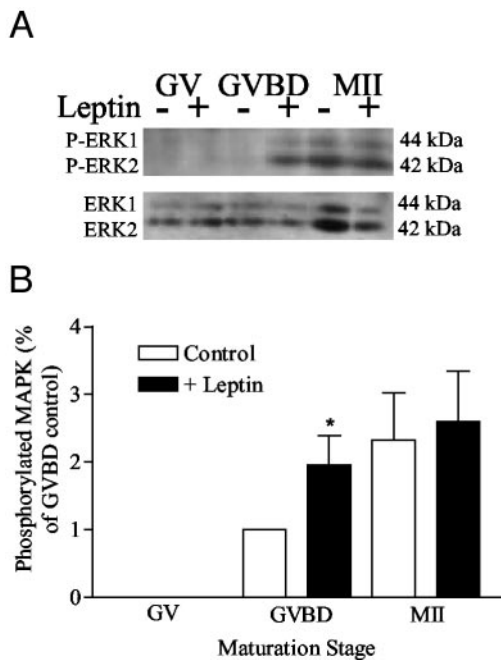 A
GV GVBD MII
Leptin - + - + - +
P-ERK1 44 kDa
P-ERK2 42 kDa
ERK1 44 kDa
ERK2 42 kDa
B
Phosphorylated MAPK (%
of GVBD control)
4
3
2
1
0
Control
+ Leptin
*
GV GVBD MII
Maturation Stage